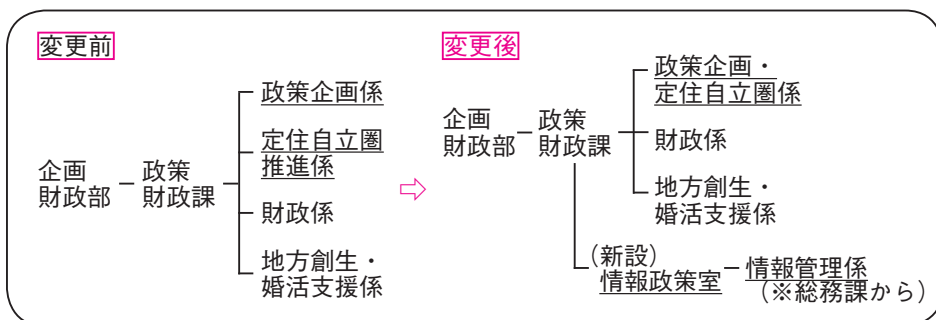 変更前
政策企画係
定住自立圏
推進係
企画
財政部
政策
財政課
財政係
地方創生・
婚活支援係
⇨
変更後
企画
財政部
政策
財政課
政策企画・
定住自立圏係
財政係
地方創生・
婚活支援係
(新設)
情報政策室
情報管理係
(※総務課から)